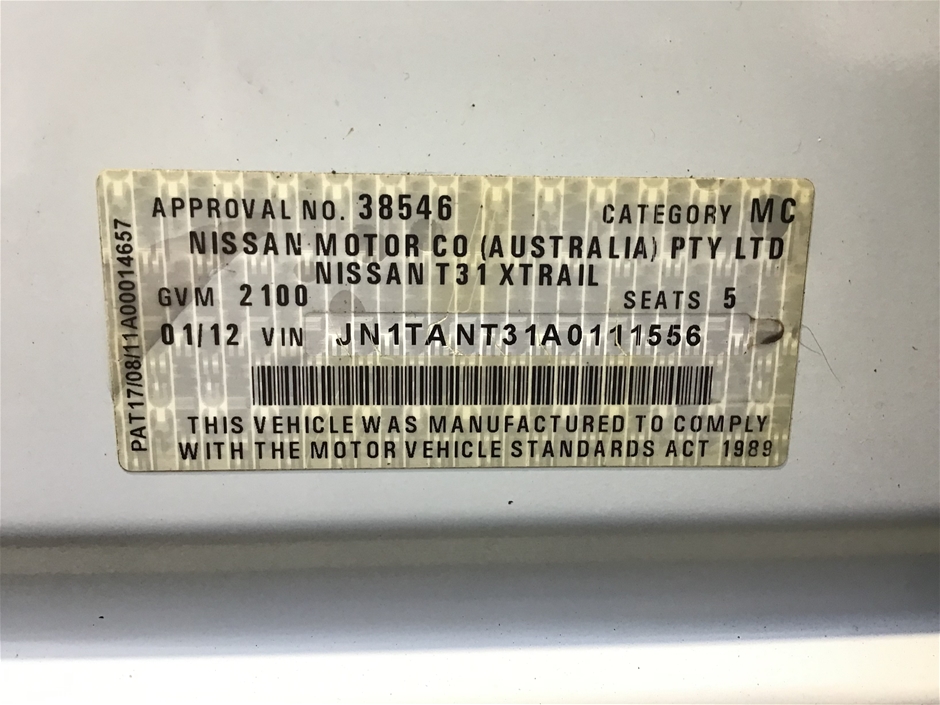 APPROVAL NO. 38546 CATEGORY MC
NISSAN MOTOR CO (AUSTRALIA) PTY LTD
NISSAN T31 XTRAIL
GVM 2100 SEATS 5
01/12 VIN JN1TANT31A0111556
THIS VEHICLE WAS MANUFACTURED TO COMPLY
WITH THE MOTOR VEHICLE STANDARDS ACT 1989
PAT17/08/11A00014657